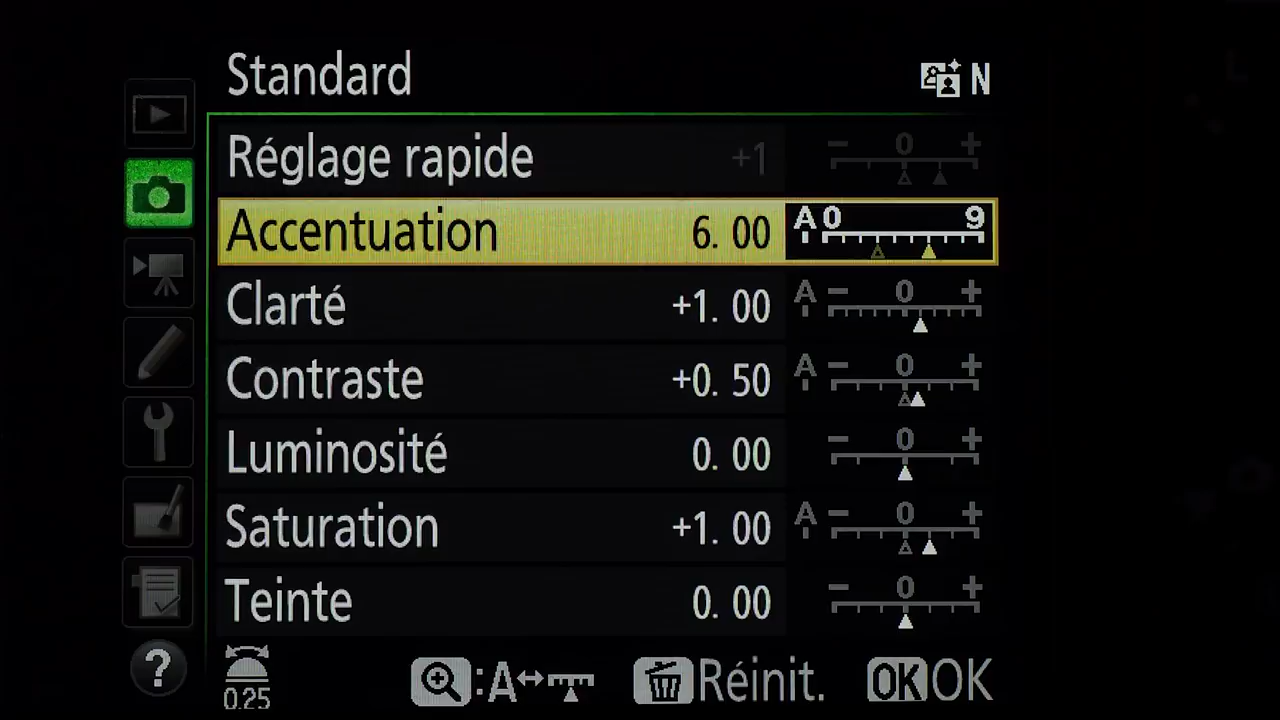 Standard N
Réglage rapide +1 − 0 +
Accentuation 6. 00 A 0 9
Clarté +1. 00 A − 0 +
Contraste +0. 50 A − 0 +
Luminosité 0. 00 − 0 +
Saturation +1. 00 A − 0 +
Teinte 0. 00 − 0 +
? 0.25 :A↔ Réinit. OK OK